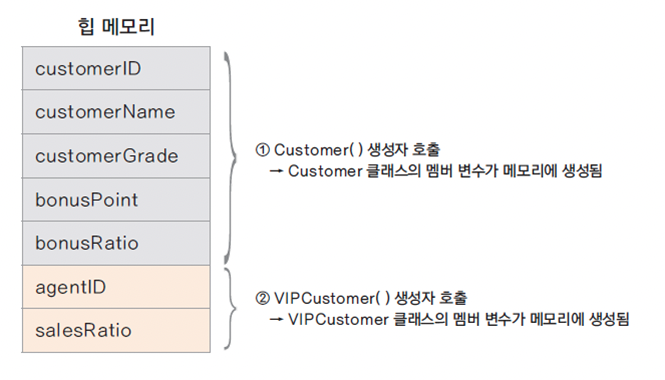 힙 메모리
customerID
customerName
customerGrade
bonusPoint
bonusRatio
agentID
salesRatio
① Customer( ) 생성자 호출
→ Customer 클래스의 멤버 변수가 메모리에 생성됨
② VIPCustomer( ) 생성자 호출
→ VIPCustomer 클래스의 멤버 변수가 메모리에 생성됨